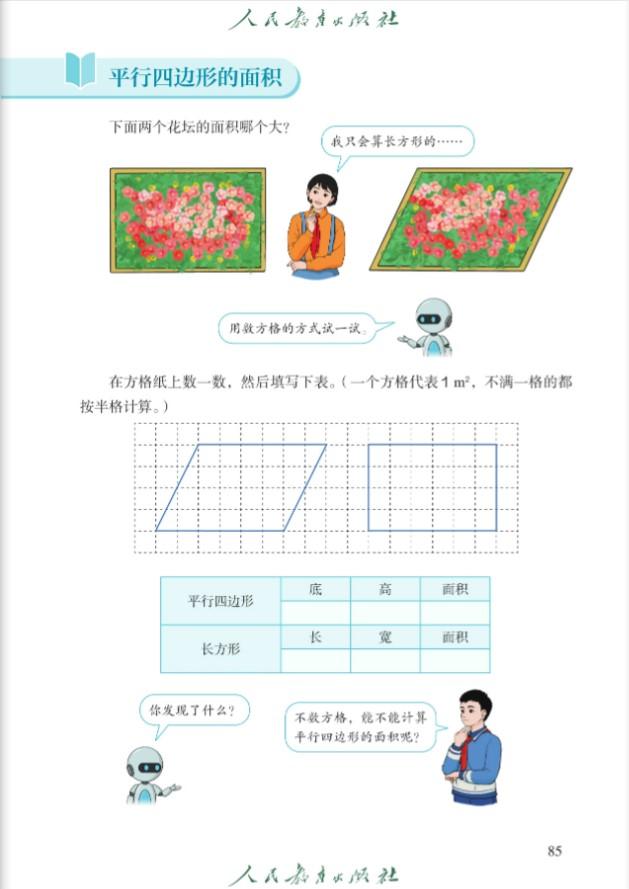 人民教育出版社
平行四边形的面积
下面两个花坛的面积哪个大？
我只会算长方形的……
用数方格的方式试一试。
在方格纸上数一数，然后填写下表。（一个方格代表1 m²，不满一格的都
按半格计算。）
平行四边形 底 高 面积
长方形 长 宽 面积
你发现了什么？
不数方格，能不能计算
平行四边形的面积呢？
85
人民教育出版社